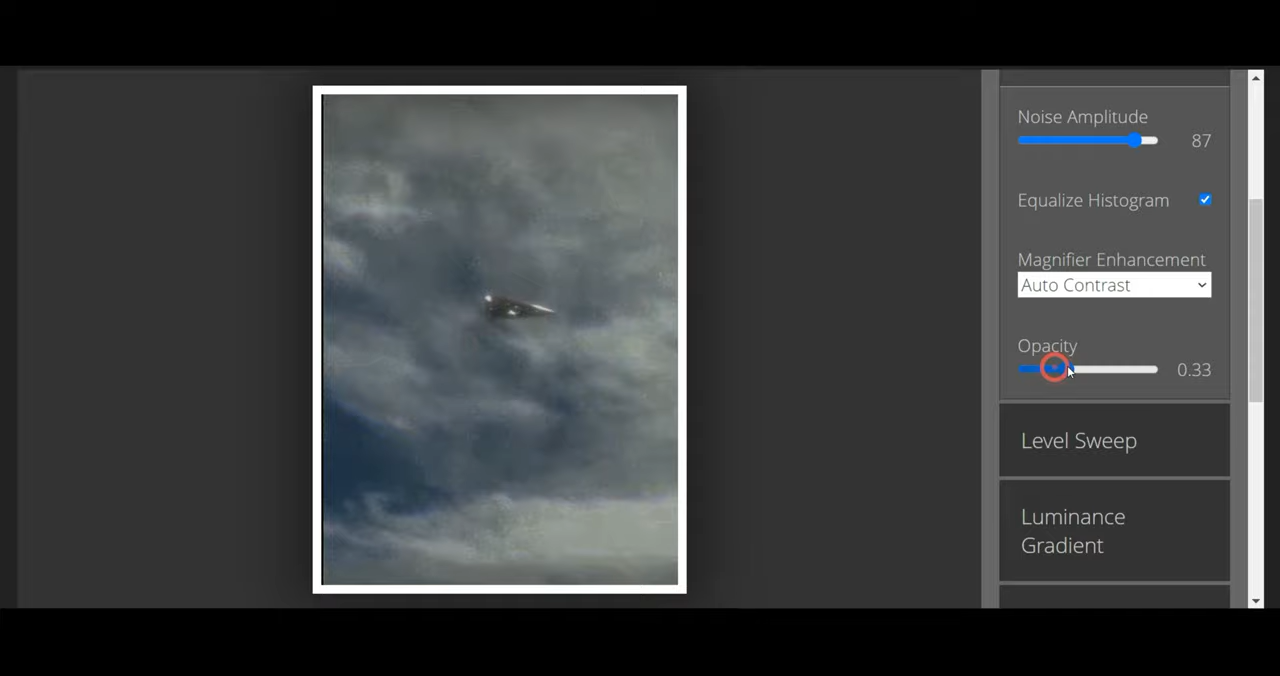 Noise Amplitude
87
Equalize Histogram
Magnifier Enhancement
Auto Contrast
Opacity
0.33
Level Sweep
Luminance
Gradient